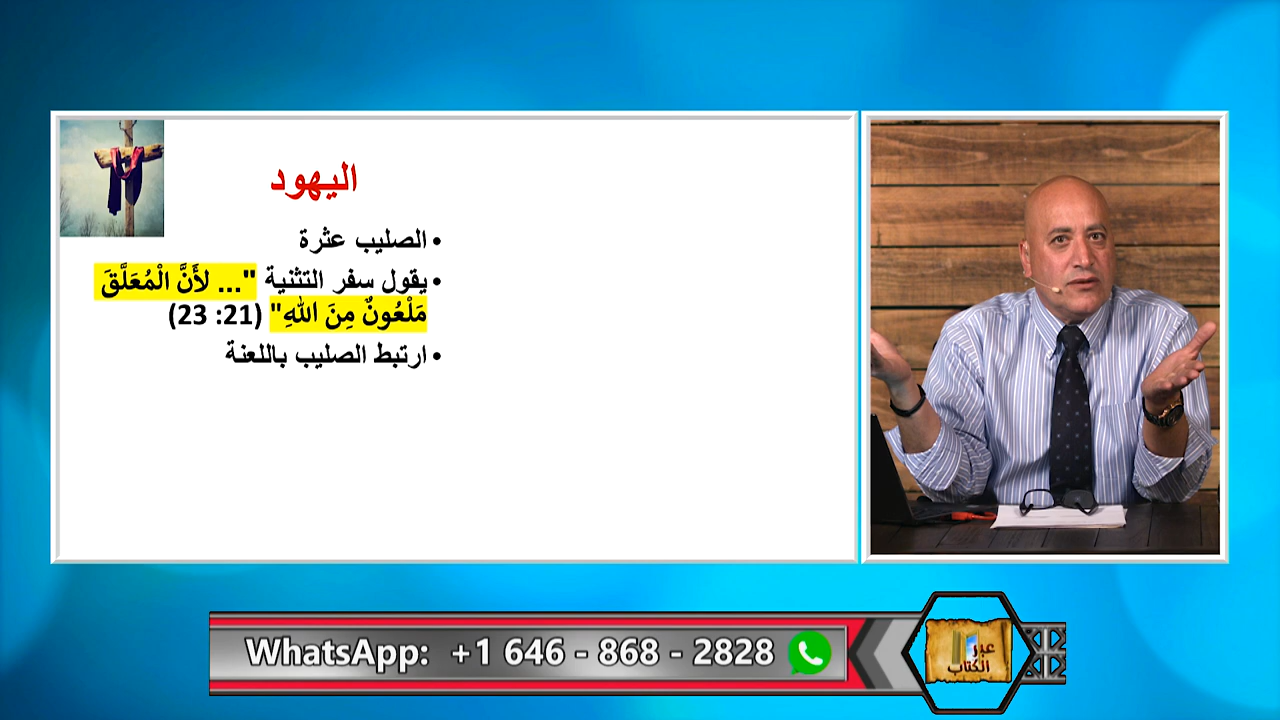 اليهود
• الصليب عثرة
• يقول سفر التثنية "... لأَنَّ الْمُعَلَّقَ
مَلْعُونٌ مِنَ اللهِ" (21: 23)
• ارتبط الصليب باللعنة
WhatsApp: +1 646 - 868 - 2828
عبر
الكتاب